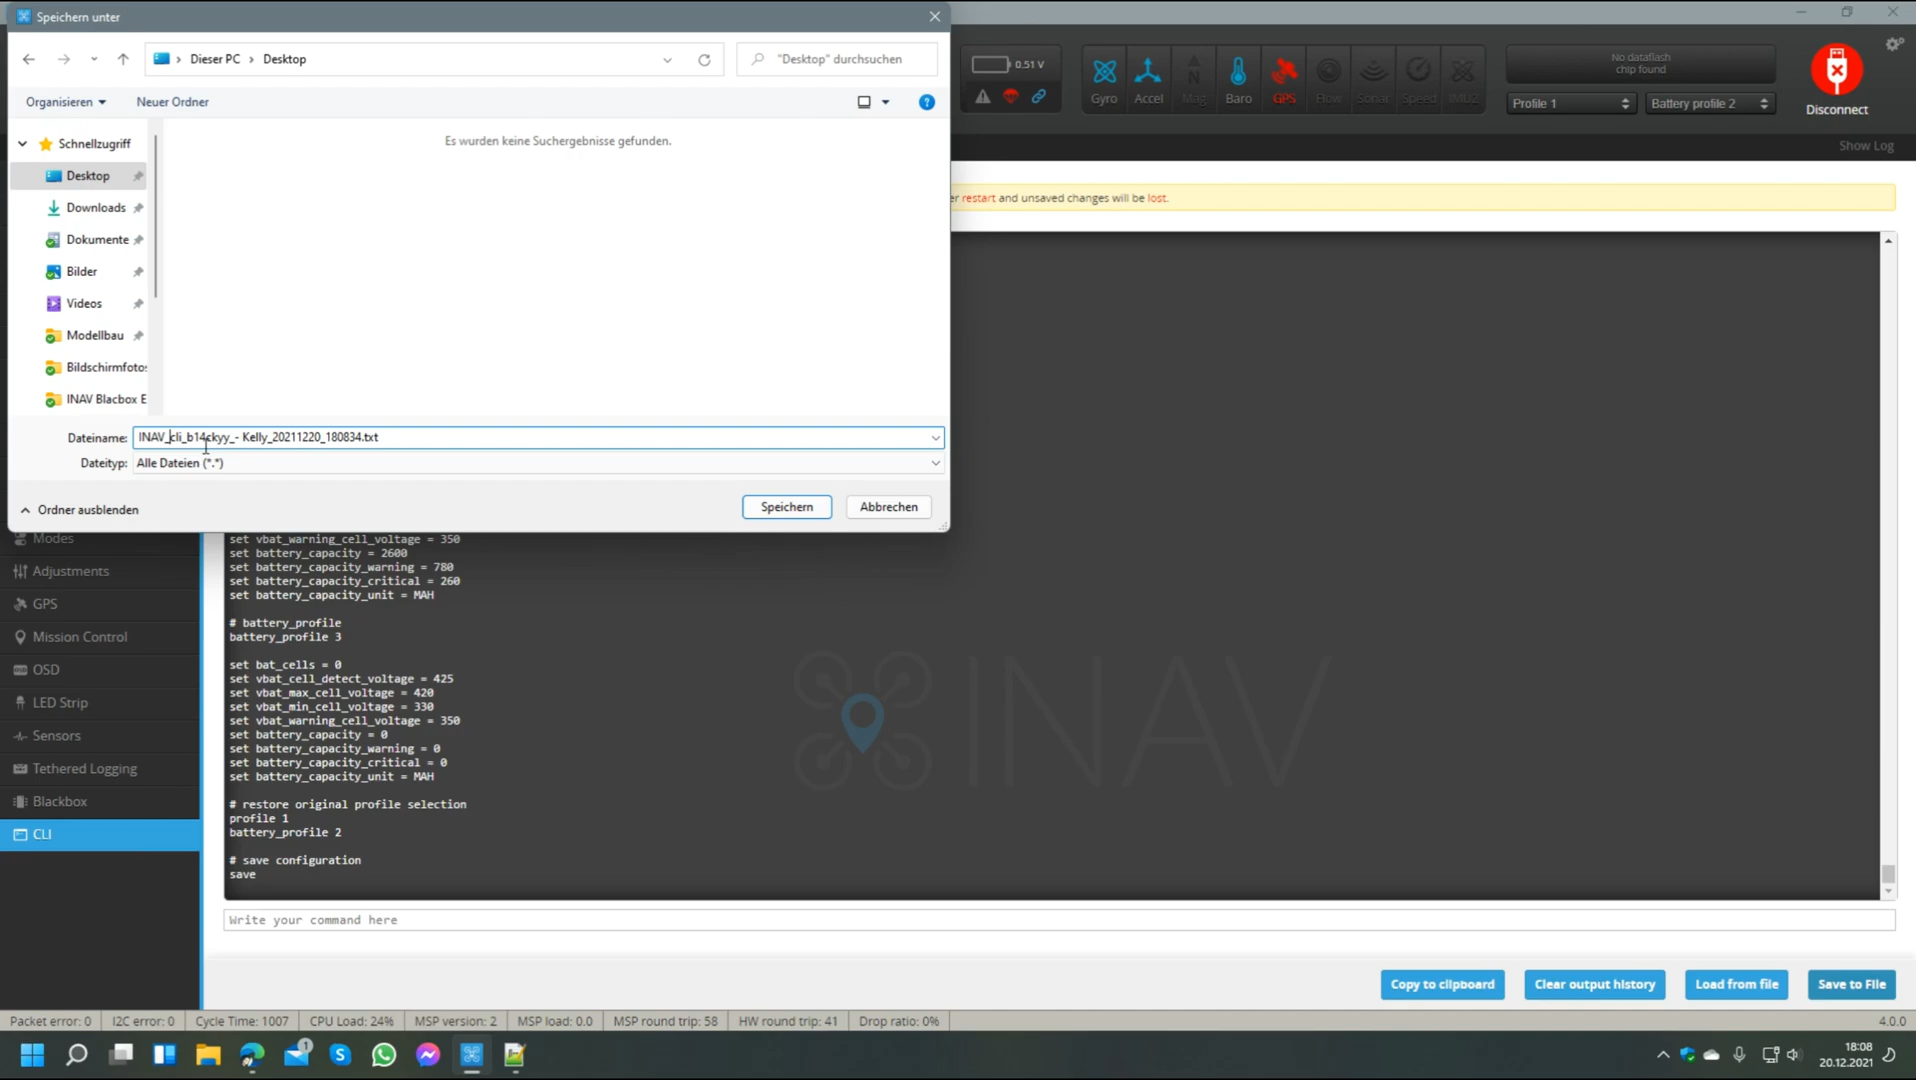 Speichern unter
Dieser PC > Desktop
"Desktop" durchsuchen
Organisieren
Neuer Ordner
Schnellzugriff
Desktop
Downloads
Dokumente
Bilder
Videos
Modellbau
Bildschirmfotos
INAV Blacbox E
Es wurden keine Suchergebnisse gefunden.
Dateiname: INAV_cli_b14ckyy_- Kelly_20211220_180834.txt
Dateityp: Alle Dateien (*.*)
Ordner ausblenden
Speichern
Abbrechen
0.51 V
Gyro
Accel
Mag
Baro
GPS
Flow
Sonar
Speed
IMU2
No dataflash
chip found
Profile 1
Battery profile 2
Disconnect
Show Log
er restart and unsaved changes will be lost.
Modes
Adjustments
GPS
Mission Control
OSD
LED Strip
Sensors
Tethered Logging
Blackbox
CLI
set vbat_warning_cell_voltage = 350
set battery_capacity = 2600
set battery_capacity_warning = 780
set battery_capacity_critical = 260
set battery_capacity_unit = MAH
# battery_profile
battery_profile 3
set bat_cells = 0
set vbat_cell_detect_voltage = 425
set vbat_max_cell_voltage = 420
set vbat_min_cell_voltage = 330
set vbat_warning_cell_voltage = 350
set battery_capacity = 0
set battery_capacity_warning = 0
set battery_capacity_critical = 0
set battery_capacity_unit = MAH
# restore original profile selection
profile 1
battery_profile 2
# save configuration
save
INAV
Write your command here
Copy to clipboard
Clear output history
Load from file
Save to File
Packet error: 0
I2C error: 0
Cycle Time: 1007
CPU Load: 24%
MSP version: 2
MSP load: 0.0
MSP round trip: 58
HW round trip: 41
Drop ratio: 0%
4.0.0
1
18:08
20.12.2021